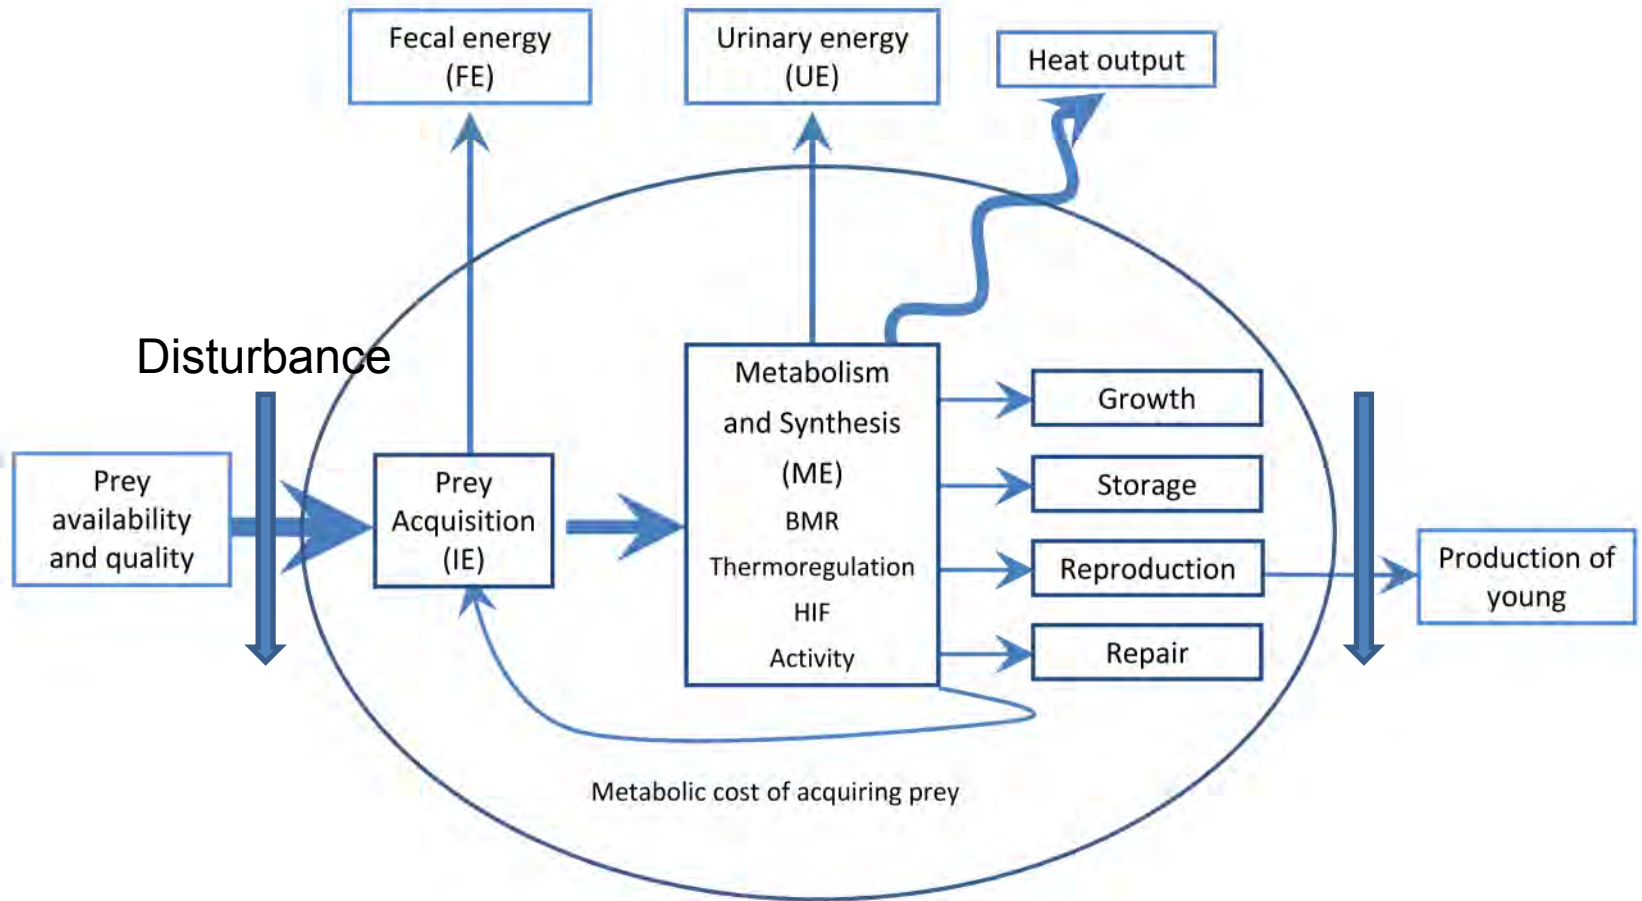 Fecal energy
(FE)
Urinary energy
(UE)
Heat output
Disturbance
Prey
availability
and quality
Prey
Acquisition
(IE)
Metabolism
and Synthesis
(ME)
BMR
Thermoregulation
HIF
Activity
Growth
Storage
Reproduction
Repair
Production of
young
Metabolic cost of acquiring prey